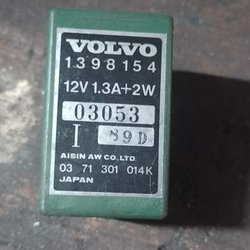 VOLVO
1398154
12V 1.3A+2W
03053
I 89D
AISIN AW CO.,LTD.
03 71 301 014K
JAPAN